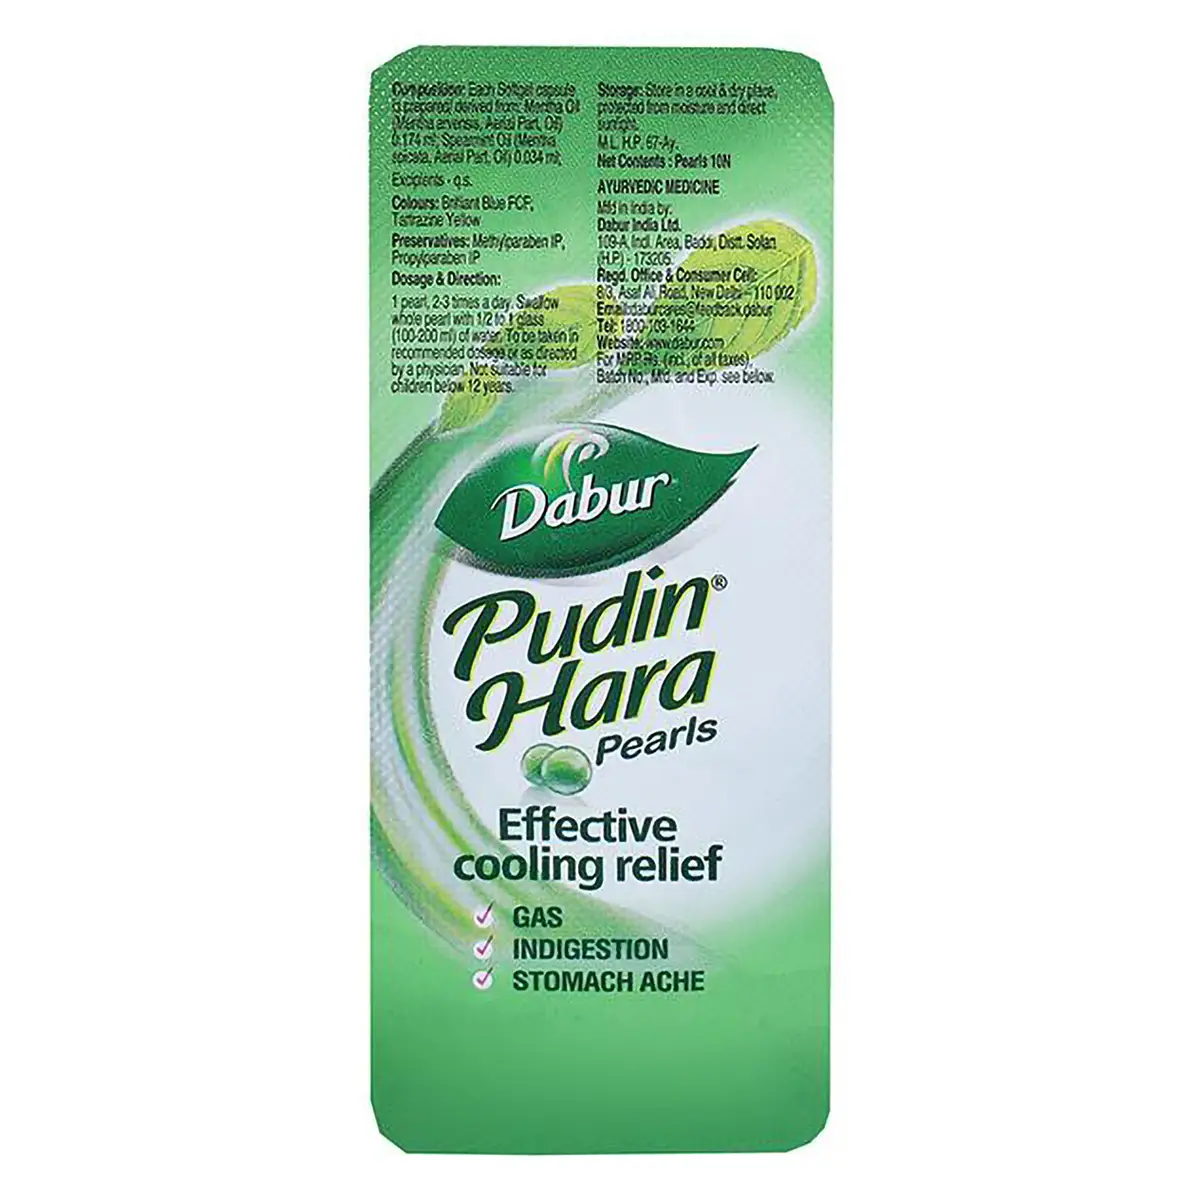 Composition: Each Softgel capsule
is prepared/ derived from: Mentha Oil
(Mentha arvensis, Aerial Part, Oil)
0.174 ml; Spearmint Oil (Mentha
spicata, Aerial Part, Oil) 0.034 ml;
Excipients - q.s.
Colours: Brilliant Blue FCF,
Tartrazine Yellow
Preservatives: Methylparaben IP,
Propylparaben IP
Dosage & Direction:
1 pearl, 2-3 times a day. Swallow
whole pearl with 1/2 to 1 glass
(100-200 ml) of water. To be taken in
recommended dosage or as directed
by a physician. Not suitable for
children below 12 years.
Storage: Store in a cool & dry place,
protected from moisture and direct
sunlight.
M.L. H.P. 67-Ay.
Net Contents : Pearls 10N
AYURVEDIC MEDICINE
Mfd in India by:
Dabur India Ltd.
109-A, Ind. Area, Baddi, Distt. Solan
(H.P) - 173205.
Regd. Office & Consumer Cell:
8/3, Asaf Ali Road, New Delhi – 110 002
Email:daburcares@feedback.dabur
Tel: 1800-103-1644
Website: www.dabur.com
For MRP Rs. (incl., of all taxes),
Batch No., Mfd. and Exp. see below.
Dabur
Pudin®
Hara
Pearls
Effective
cooling relief
GAS
INDIGESTION
STOMACH ACHE